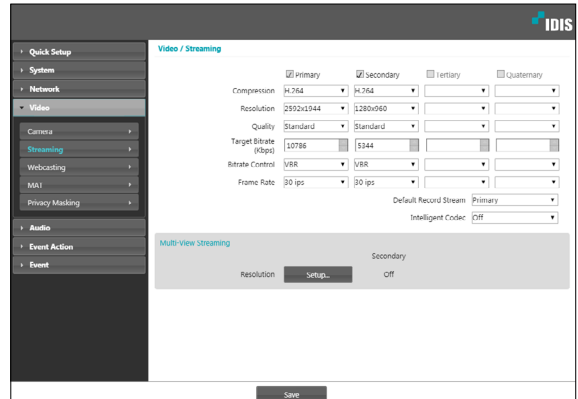 IDIS
Quick Setup
System
Network
Video
Camera
Streaming
Webcasting
MAT
Privacy Masking
Audio
Event Action
Event
Video / Streaming
Primary Secondary Tertiary Quaternary
Compression H.264 H.264
Resolution 2592x1944 1280x960
Quality Standard Standard
Target Bitrate
(Kbps) 10786 5344
Bitrate Control VBR VBR
Frame Rate 30 ips 30 ips
Default Record Stream Primary
Intelligent Codec Off
Multi-View Streaming
Secondary
Resolution Setup... Off
Save